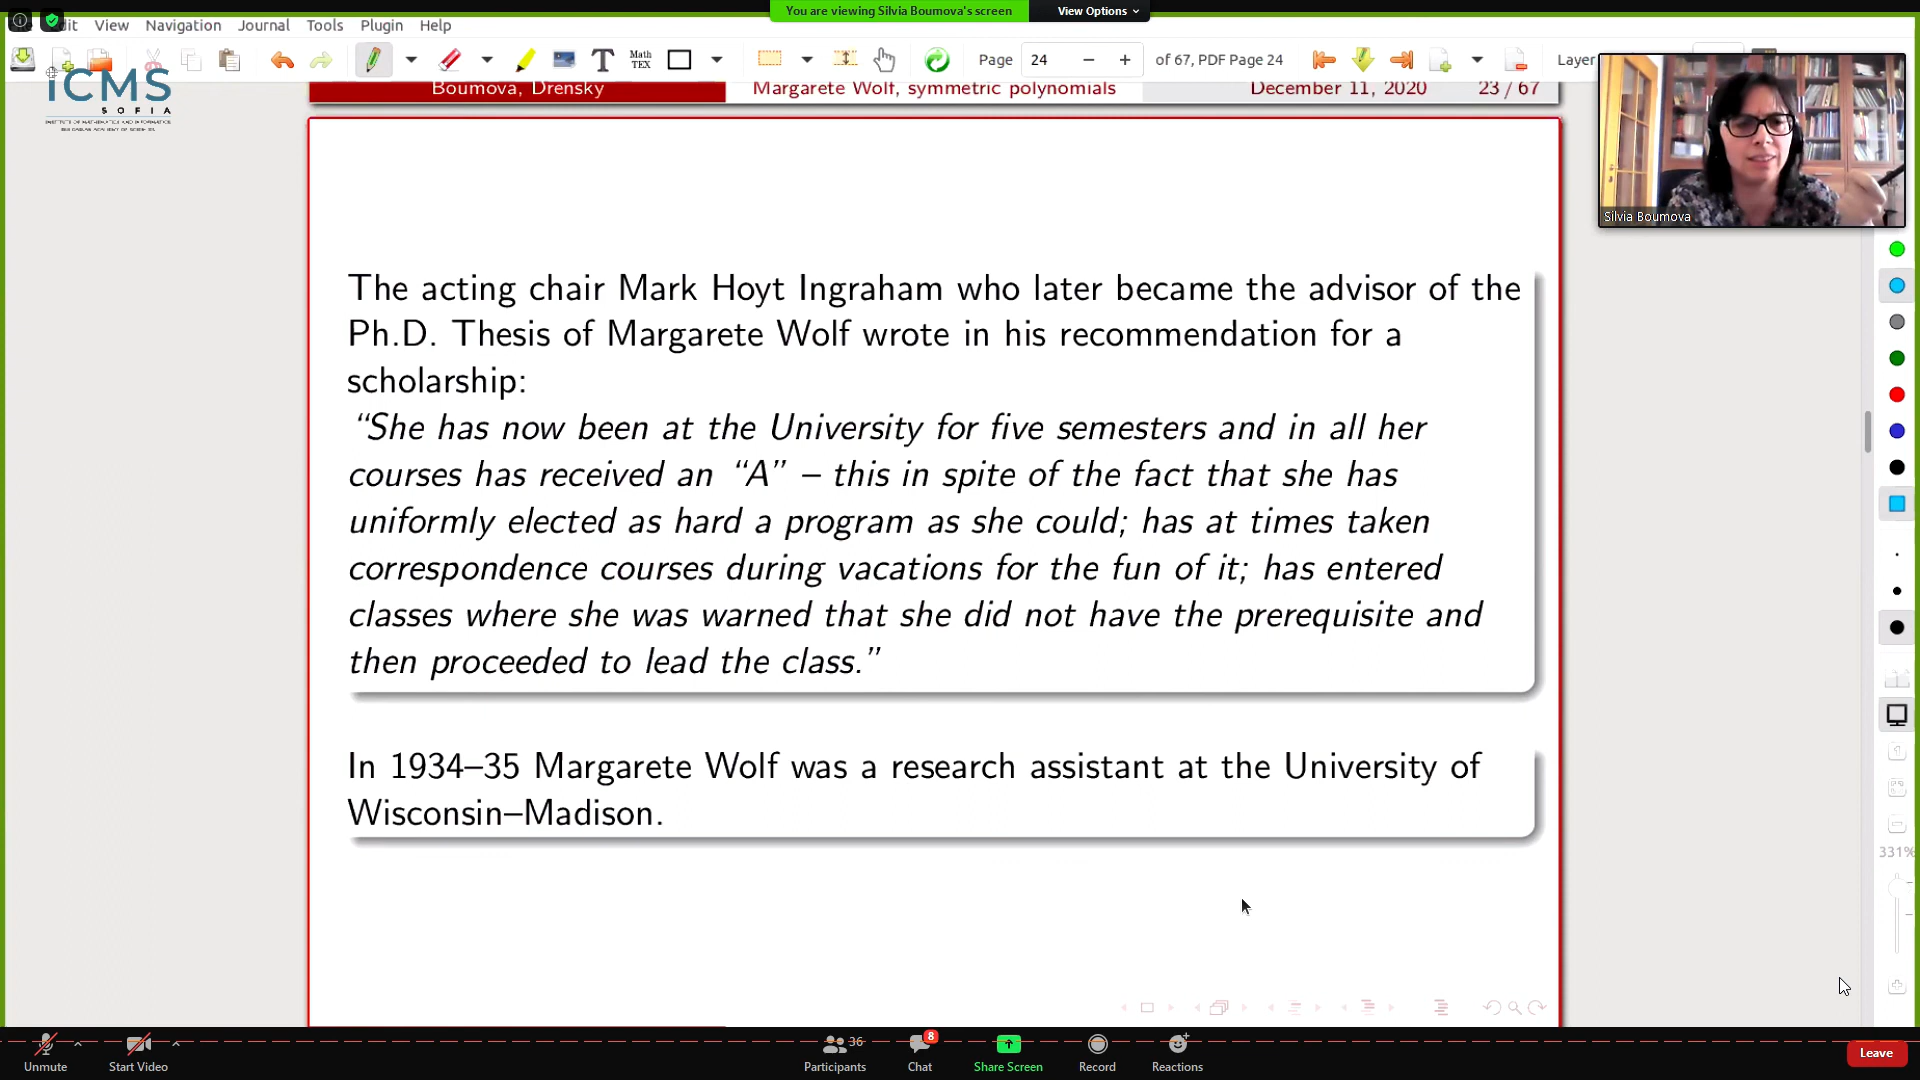 You are viewing Silvia Boumova's screen
View Options
View Navigation Journal Tools Plugin Help
Math
TEX
Page 24 of 67, PDF Page 24
Layer
iCMS
SOFIA
Boumova, Drensky Margarete Wolf, symmetric polynomials December 11, 2020 23 / 67
Silvia Boumova
The acting chair Mark Hoyt Ingraham who later became the advisor of the
Ph.D. Thesis of Margarete Wolf wrote in his recommendation for a
scholarship:
“She has now been at the University for five semesters and in all her
courses has received an “A” – this in spite of the fact that she has
uniformly elected as hard a program as she could; has at times taken
correspondence courses during vacations for the fun of it; has entered
classes where she was warned that she did not have the prerequisite and
then proceeded to lead the class.”
In 1934–35 Margarete Wolf was a research assistant at the University of
Wisconsin–Madison.
331%
36
8
Unmute Start Video Participants Chat Share Screen Record Reactions Leave